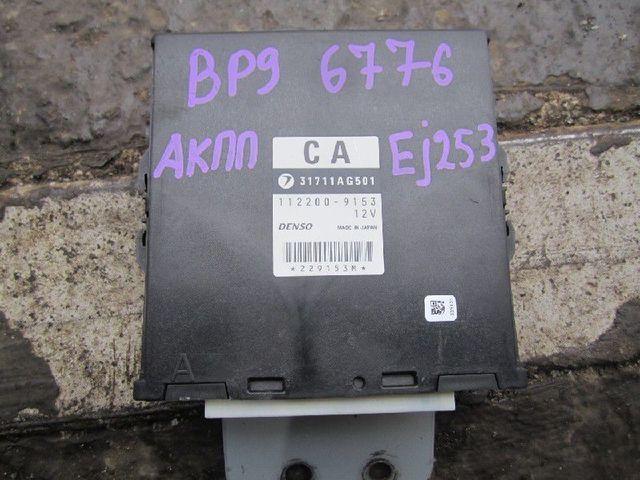 BP9 6776
АКПП
Ej253
CA
31711AG501
112200-9153
12V
DENSO MADE IN JAPAN
*229153M*
A